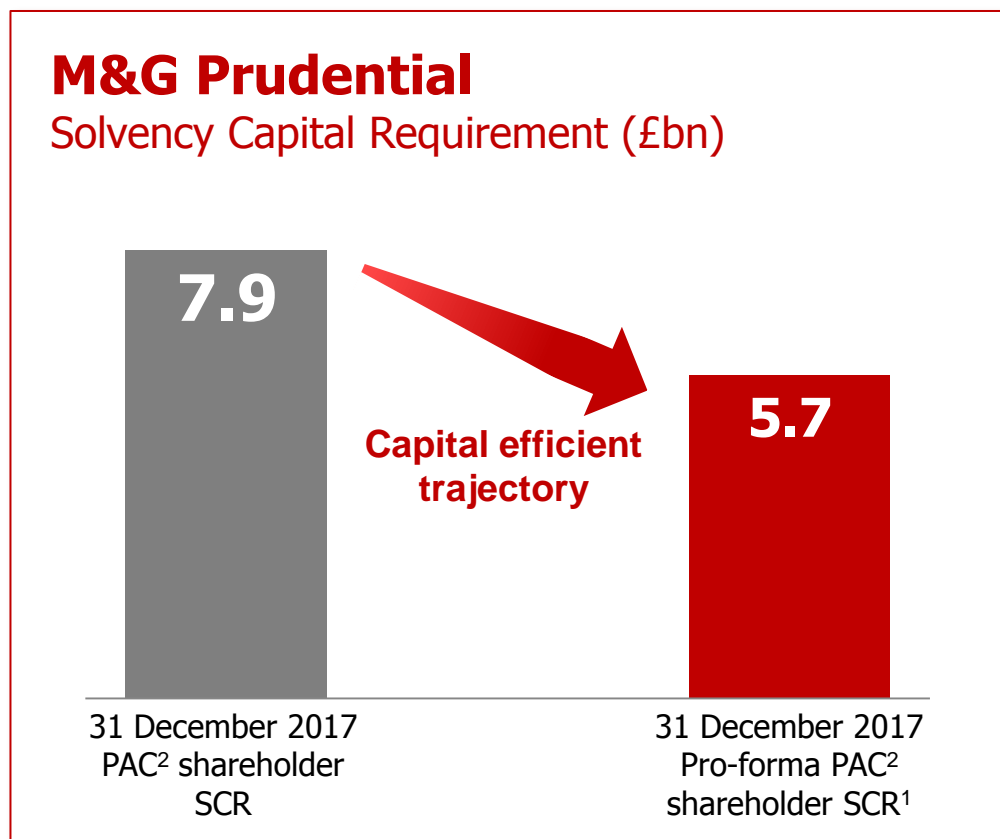 M&G Prudential
Solvency Capital Requirement (£bn)
7.9
5.7
Capital efficient
trajectory
31 December 2017
PAC² shareholder
SCR
31 December 2017
Pro-forma PAC²
shareholder SCR¹